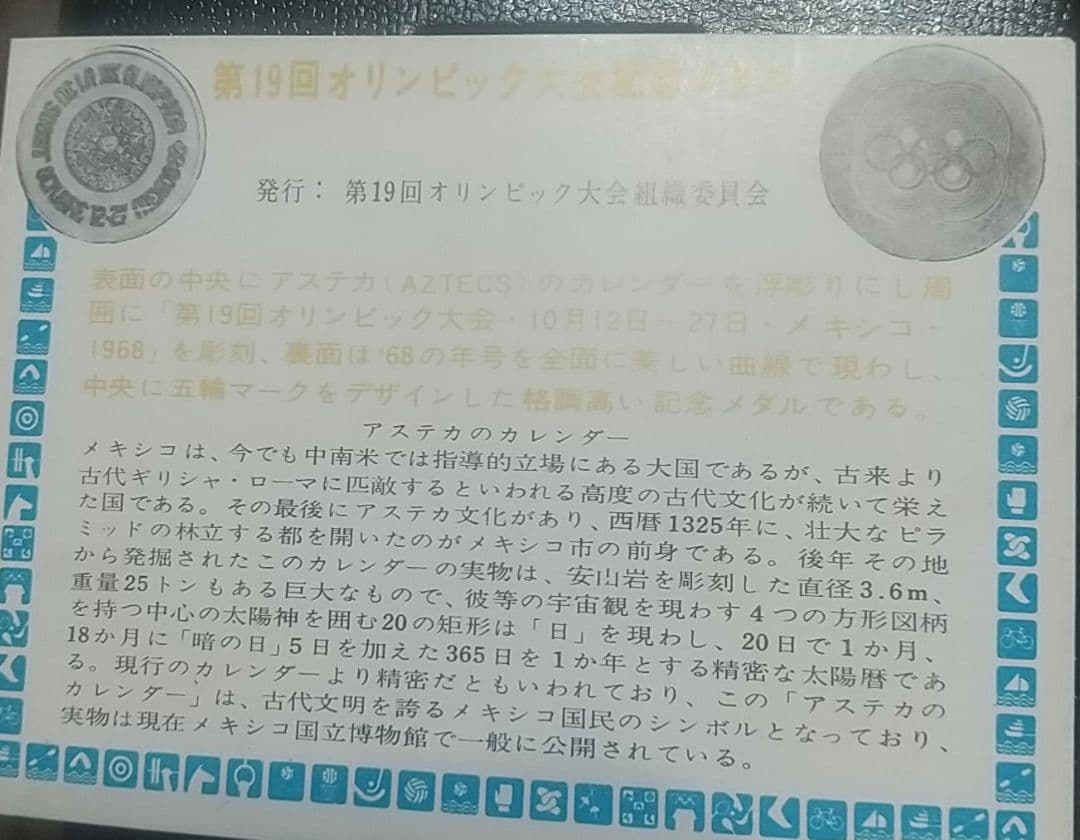 第19回オリンピック大会記念メダル
発行： 第19回オリンピック大会組織委員会
表面の中央にアステカ(AZTECS)のカレンダーを浮彫りにし周
囲に「第19回オリンピック大会・10月12日－27日・メキシコ・
1968」を彫刻、裏面は'68の年号を全面に美しい曲線で現わし、
中央に五輪マークをデザインした格調高い記念メダルである。
アステカのカレンダー
メキシコは、今でも中南米では指導的立場にある大国であるが、古来より
古代ギリシャ・ローマに匹敵するといわれる高度の古代文化が続いて栄え
た国である。その最後にアステカ文化があり、西暦1325年に、壮大なピラ
ミッドの林立する都を開いたのがメキシコ市の前身である。後年その地
から発掘されたこのカレンダーの実物は、安山岩を彫刻した直径3.6m、
重量25トンもある巨大なもので、彼等の宇宙観を現わす4つの方形図柄
を持つ中心の太陽神を囲む20の矩形は「日」を現わし、20日で1か月、
18か月に「暗の日」5日を加えた365日を1か年とする精密な太陽暦であ
る。現行のカレンダーより精密だともいわれており、この「アステカの
カレンダー」は、古代文明を誇るメキシコ国民のシンボルとなっており、
実物は現在メキシコ国立博物館で一般に公開されている。